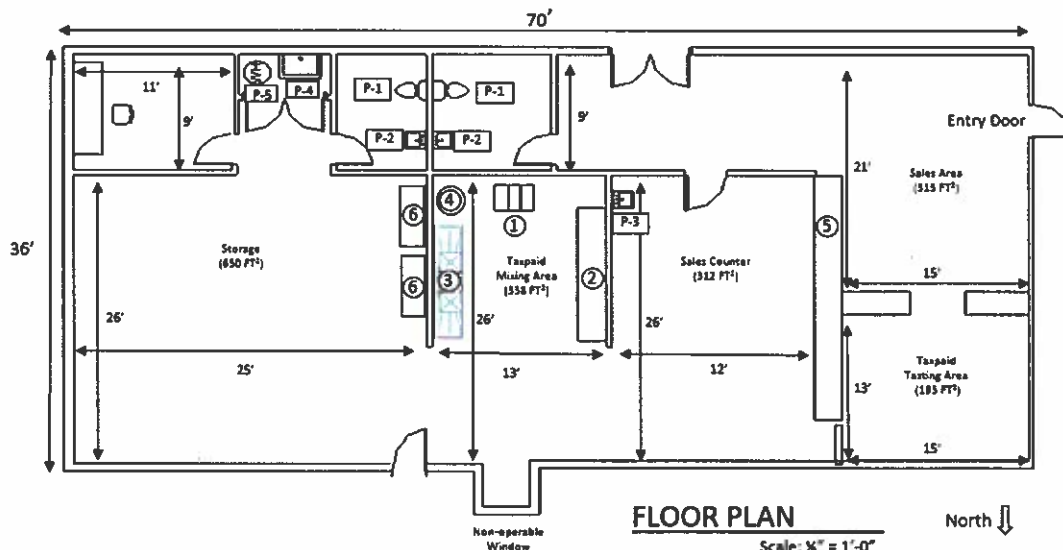 70'
36'
11'
9'
P-5
P-4
P-1
P-1
P-2
P-2
9'
Entry Door
21'
Sales Area
(315 FT²)
15'
Storage
(650 FT²)
26'
25'
6
6
4
3
1
Taxpaid
Mixing Area
(338 FT²)
2
26'
13'
P-3
Sales Counter
(312 FT²)
26'
12'
5
Taxpaid
Tasting Area
(195 FT²)
13'
15'
Non-operable
Window
FLOOR PLAN
Scale: ¼" = 1'-0"
North